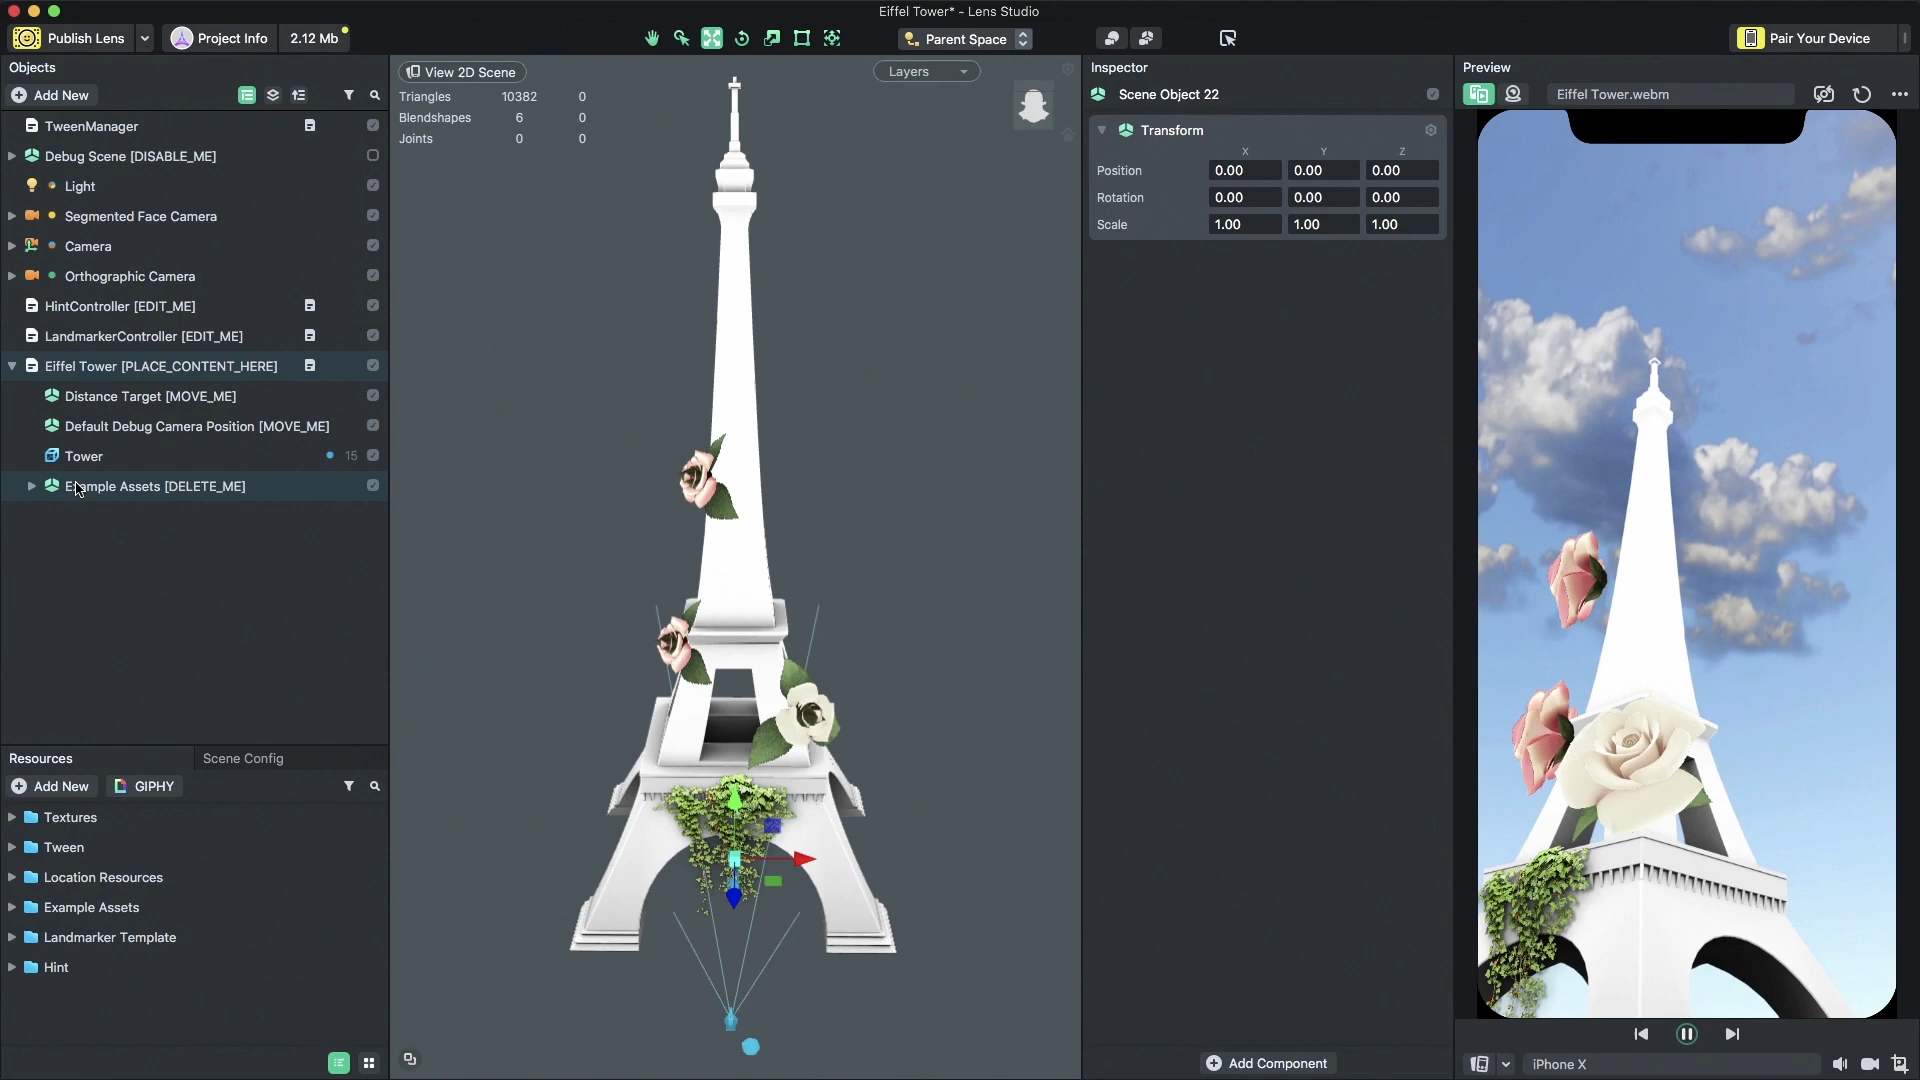 Eiffel Tower* - Lens Studio
Publish Lens
Project Info
2.12 Mb
Parent Space
Pair Your Device
Objects
Add New
TweenManager
Debug Scene [DISABLE_ME]
Light
Segmented Face Camera
Camera
Orthographic Camera
HintController [EDIT_ME]
LandmarkerController [EDIT_ME]
Eiffel Tower [PLACE_CONTENT_HERE]
Distance Target [MOVE_ME]
Default Debug Camera Position [MOVE_ME]
Tower 15
Example Assets [DELETE_ME]
Resources
Scene Config
Add New
GIPHY
Textures
Tween
Location Resources
Example Assets
Landmarker Template
Hint
View 2D Scene
Layers
Triangles 10382 0
Blendshapes 6 0
Joints 0 0
Inspector
Scene Object 22
Transform
X Y Z
Position 0.00 0.00 0.00
Rotation 0.00 0.00 0.00
Scale 1.00 1.00 1.00
Add Component
Preview
Eiffel Tower.webm
iPhone X